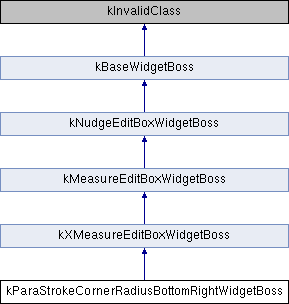 kInvalidClass
kBaseWidgetBoss
kNudgeEditBoxWidgetBoss
kMeasureEditBoxWidgetBoss
kXMeasureEditBoxWidgetBoss
kParaStrokeCornerRadiusBottomRightWidgetBoss